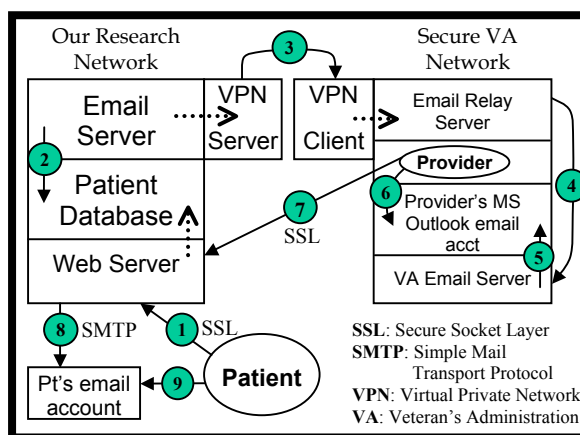 Our Research
Network
Secure VA
Network
3
Email
Server
VPN
Server
VPN
Client
Email Relay
Server
2
Provider
4
6
Patient
Database
7
SSL
Provider's MS
Outlook email
acct
5
Web Server
VA Email Server
8
SMTP
1
SSL
Pt's email
account
9
Patient
SSL: Secure Socket Layer
SMTP: Simple Mail
Transport Protocol
VPN: Virtual Private Network
VA: Veteran's Administration